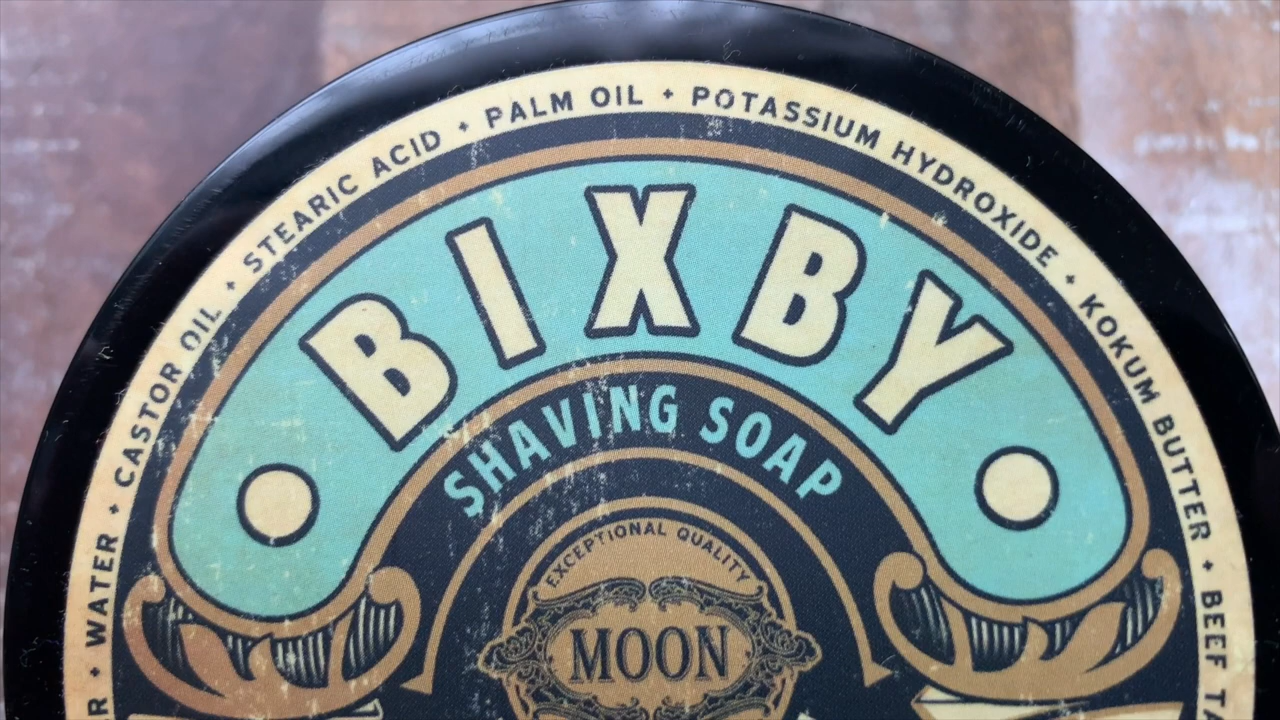 WATER + CASTOR OIL + STEARIC ACID + PALM OIL + POTASSIUM HYDROXIDE + KOKUM BUTTER + BEEF
BIXBY
SHAVING SOAP
EXCEPTIONAL QUALITY
MOON